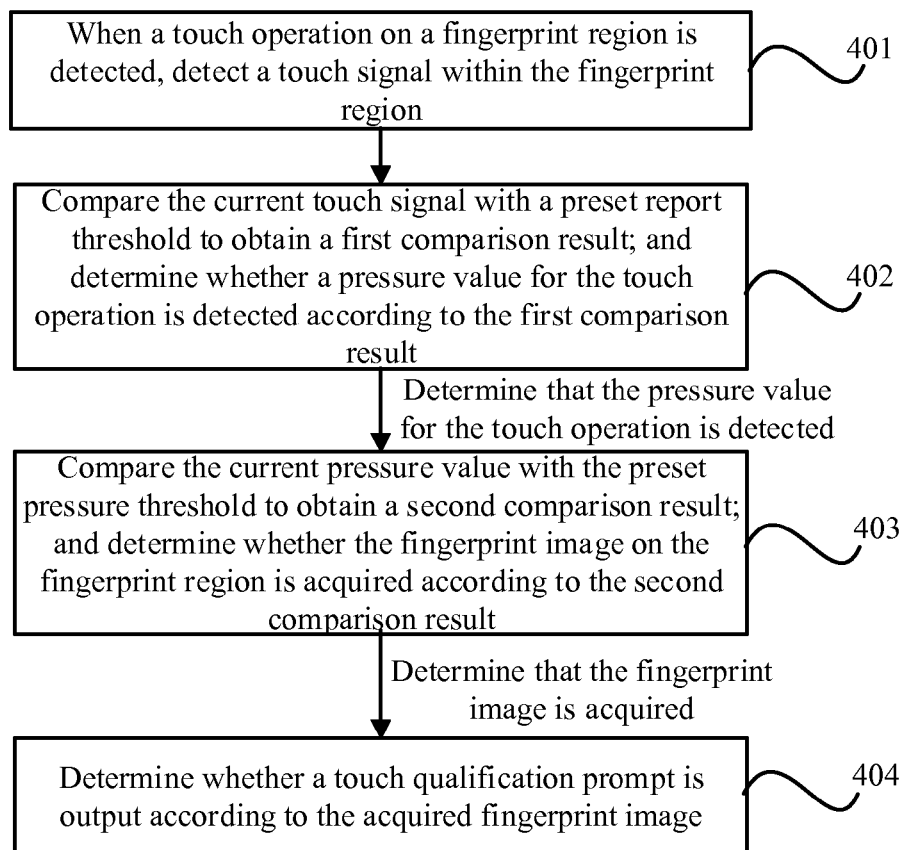 When a touch operation on a fingerprint region is
detected, detect a touch signal within the fingerprint
region
401
Compare the current touch signal with a preset report
threshold to obtain a first comparison result; and
determine whether a pressure value for the touch
operation is detected according to the first comparison
result
402
Determine that the pressure value
for the touch operation is detected
Compare the current pressure value with the preset
pressure threshold to obtain a second comparison result;
and determine whether the fingerprint image on the
fingerprint region is acquired according to the second
comparison result
403
Determine that the fingerprint
image is acquired
Determine whether a touch qualification prompt is
output according to the acquired fingerprint image
404